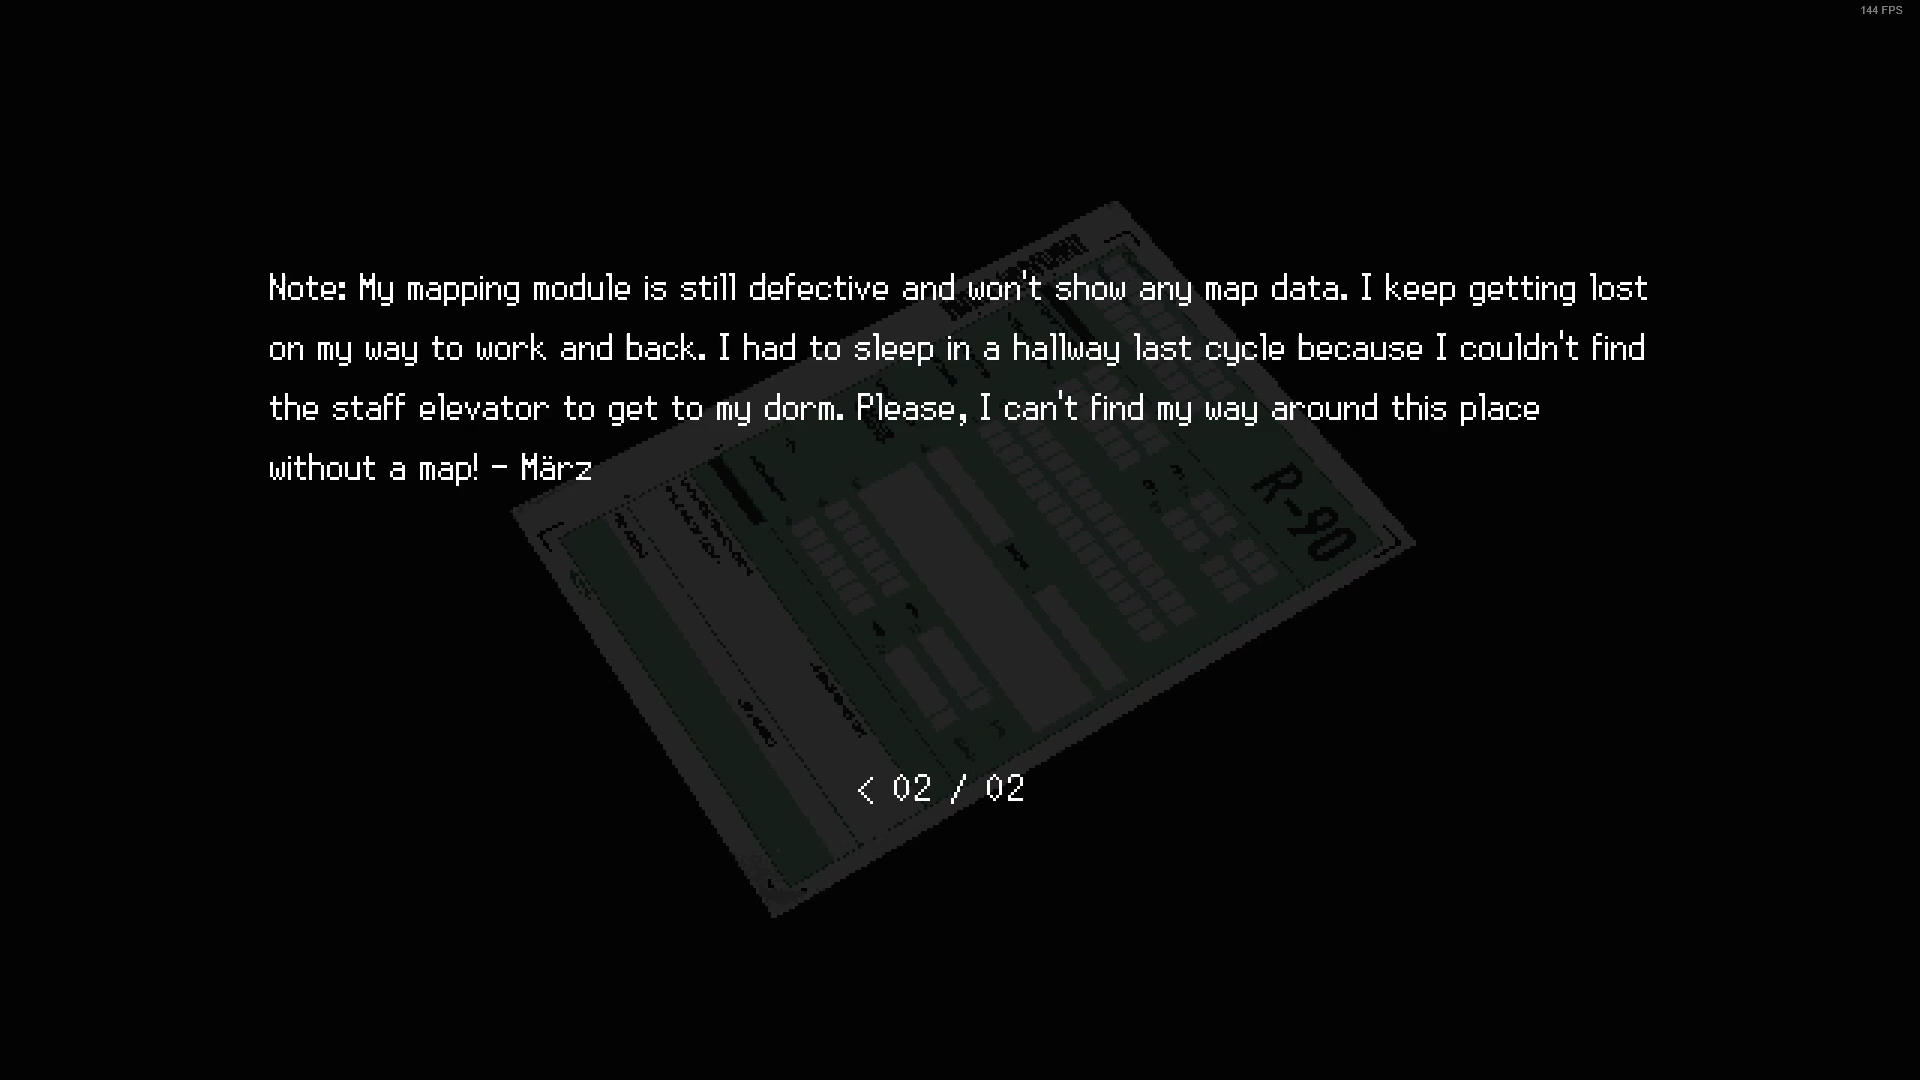 144 FPS
Note: My mapping module is still defective and won't show any map data. I keep getting lost
on my way to work and back. I had to sleep in a hallway last cycle because I couldn't find
the staff elevator to get to my dorm. Please, I can't find my way around this place
without a map! - März
R-90
< 02 / 02